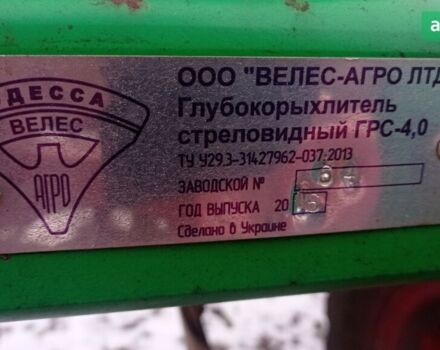 ОДЕССА
ВЕЛЕС
АГРО
ООО "ВЕЛЕС-АГРО ЛТД
Глубокорыхлитель
стреловидный ГРС-4,0
ТУ У29.3-31427962-037:2013
ЗАВОДСКОЙ №
ГОД ВЫПУСКА 20
Сделано в Украине